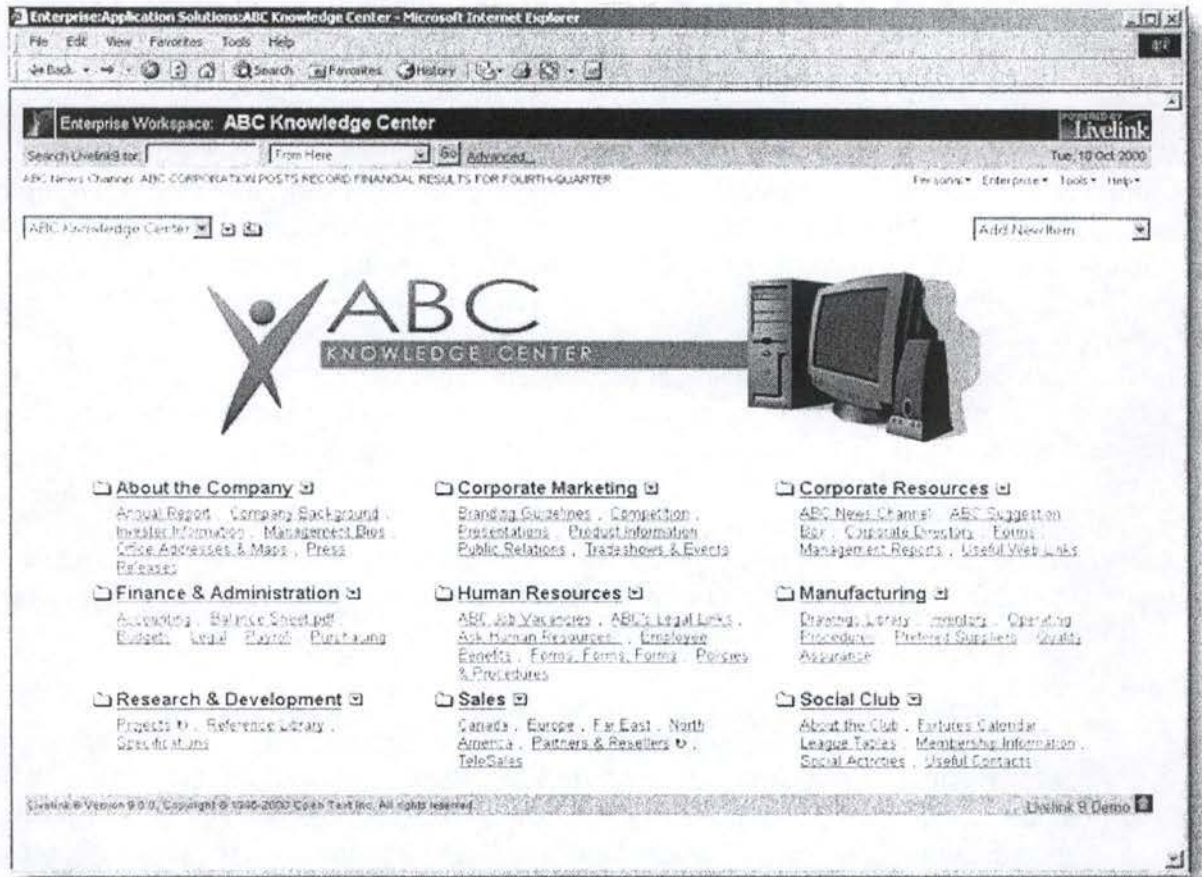 Enterprise:Application Solutions:ABC Knowledge Center - Microsoft Internet Explorer
File Edit View Favorites Tools Help
Back Search Favorites History
Enterprise Workspace: ABC Knowledge Center
POWERED BY
Livelink
Search Livelink9 for: From Here Go Advanced...
Tue, 10 Oct 2000
ABC News Channel: ABC CORPORATION POSTS RECORD FINANCIAL RESULTS FOR FOURTH-QUARTER
Personal Enterprise Tools Help
ABC Knowledge Center
Add New Item
ABC
KNOWLEDGE CENTER
About the Company
Annual Report , Company Background ,
Investor Information , Management Bios ,
Office Addresses & Maps , Press
Releases
Corporate Marketing
Branding Guidelines , Competition ,
Presentations , Product Information ,
Public Relations , Tradeshows & Events
Corporate Resources
ABC News Channel , ABC Suggestion
Box , Corporate Directory , Forms ,
Management Reports , Useful Web Links
Finance & Administration
Accounting , Balance Sheet.pdf ,
Budgets , Legal , Payroll , Purchasing
Human Resources
ABC Job Vacancies , ABC's Legal Links ,
Ask Human Resources... , Employee
Benefits , Forms, Forms, Forms , Policies
& Procedures
Manufacturing
Drawings Library , Inventory , Operating
Procedures , Prefered Suppliers , Quality
Assurance
Research & Development
Projects , Reference Library ,
Specifications
Sales
Canada , Europe , Far East , North
America , Partners & Resellers ,
TeleSales
Social Club
About the Club , Fixtures Calendar ,
League Tables , Membership Information ,
Social Activities , Useful Contacts
Livelink ® Version 9.0.0, Copyright © 1995-2000 Open Text Inc. All rights reserved.
Livelink 9 Demo